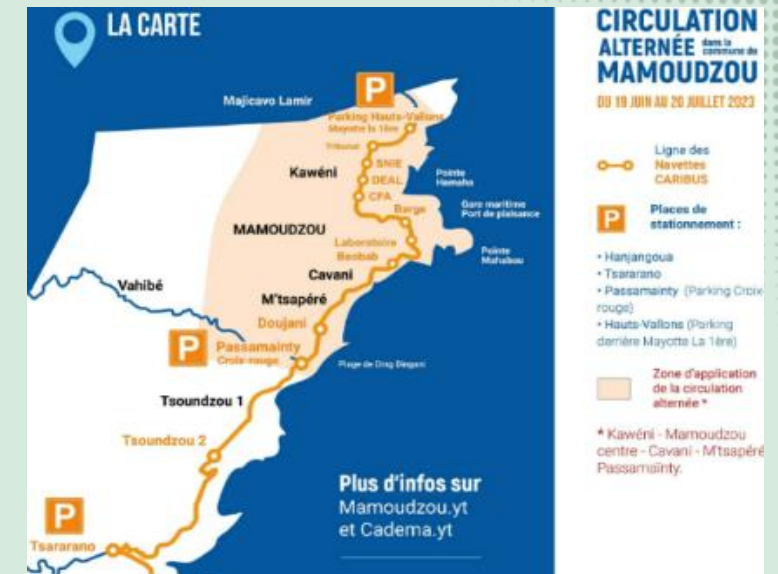 LA CARTE
P
Majicavo Lamir
Parking Hauts-Vallons
Mayotte la 1ère
Tribunal
SNIE
Kawéni
DEAL
Pointe
Hamaha
CFA
Barge
Gare maritime
Port de plaisance
MAMOUDZOU
Laboratoire
Baobab
Pointe
Mahabou
Cavani
Vahibé
M'tsapéré
Doujani
P
Passamainty
Croix-rouge
Plage de Ding Dingani
Tsoundzou 1
Tsoundzou 2
P
Tsararano
Plus d'infos sur
Mamoudzou.yt
et Cadema.yt
CIRCULATION
ALTERNÉE dans la commune de
MAMOUDZOU
DU 19 JUIN AU 20 JUILLET 2023
Ligne des
Navettes
CARIBUS
P
Places de
stationnement :
• Hanjangoua
• Tsararano
• Passamainty (Parking Croix-
rouge)
• Hauts-Vallons (Parking
derrière Mayotte La 1ère)
Zone d'application
de la circulation
alternée *
* Kawéni - Mamoudzou
centre - Cavani - M'tsapéré
Passamaïnty.